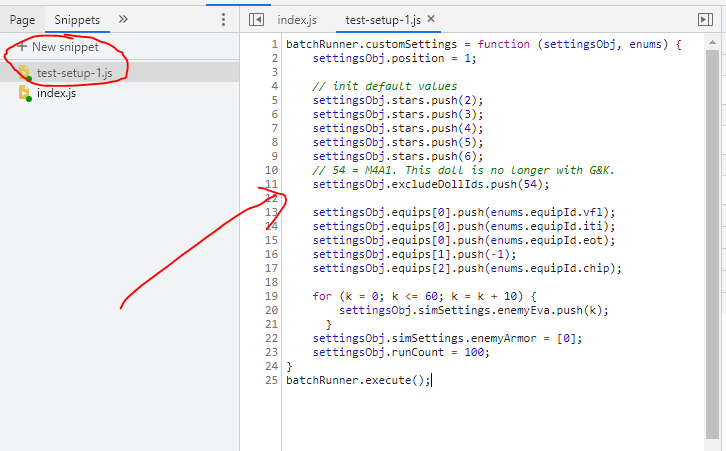 Page Snippets »
+ New snippet
test-setup-1.js
index.js
index.js test-setup-1.js ×
1 batchRunner.customSettings = function (settingsObj, enums) {
2 settingsObj.position = 1;
3
4 // init default values
5 settingsObj.stars.push(2);
6 settingsObj.stars.push(3);
7 settingsObj.stars.push(4);
8 settingsObj.stars.push(5);
9 settingsObj.stars.push(6);
10 // 54 = M4A1. This doll is no longer with G&K.
11 settingsObj.excludeDollIds.push(54);
12
13 settingsObj.equips[0].push(enums.equipId.vfl);
14 settingsObj.equips[0].push(enums.equipId.iti);
15 settingsObj.equips[0].push(enums.equipId.eot);
16 settingsObj.equips[1].push(-1);
17 settingsObj.equips[2].push(enums.equipId.chip);
18
19 for (k = 0; k <= 60; k = k + 10) {
20 settingsObj.simSettings.enemyEva.push(k);
21 }
22 settingsObj.simSettings.enemyArmor = [0];
23 settingsObj.runCount = 100;
24 }
25 batchRunner.execute();